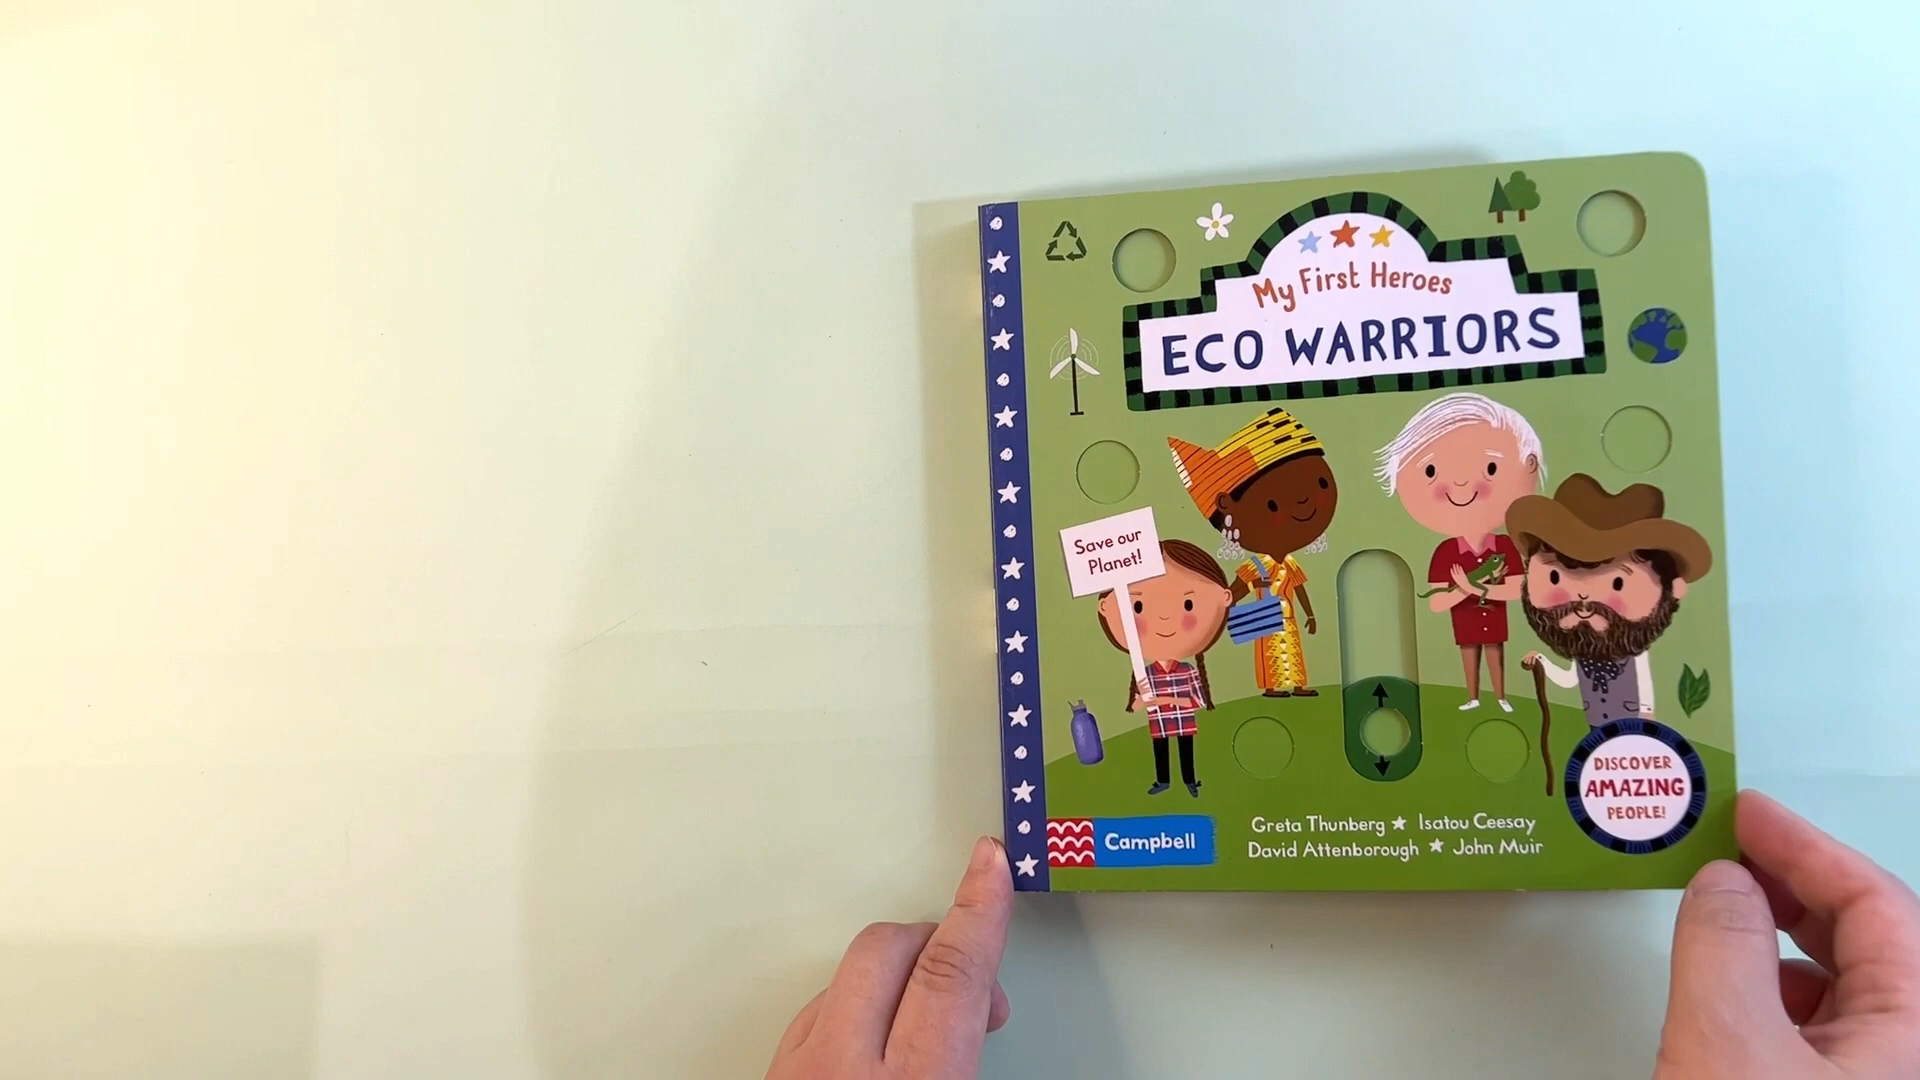 My First Heroes
ECO WARRIORS
Save our
Planet!
DISCOVER
AMAZING
PEOPLE!
Campbell
Greta Thunberg ★ Isatou Ceesay
David Attenborough ★ John Muir